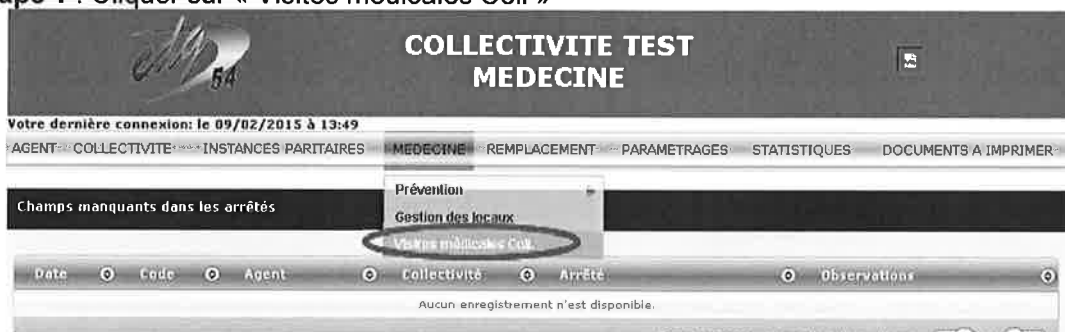 : Cliquer sur « Visites médicales Coll »
COLLECTIVITE TEST
MEDECINE
54
Votre dernière connexion: le 09/02/2015 à 13:49
AGENT COLLECTIVITE INSTANCES PARITAIRES MEDECINE REMPLACEMENT PARAMETRAGES STATISTIQUES DOCUMENTS A IMPRIMER
Prévention
Champs manquants dans les arrêtés
Gestion des locaux
Visites médicales Coll.
Date Code Agent Collectivité Arrêté Observations
Aucun enregistrement n'est disponible.